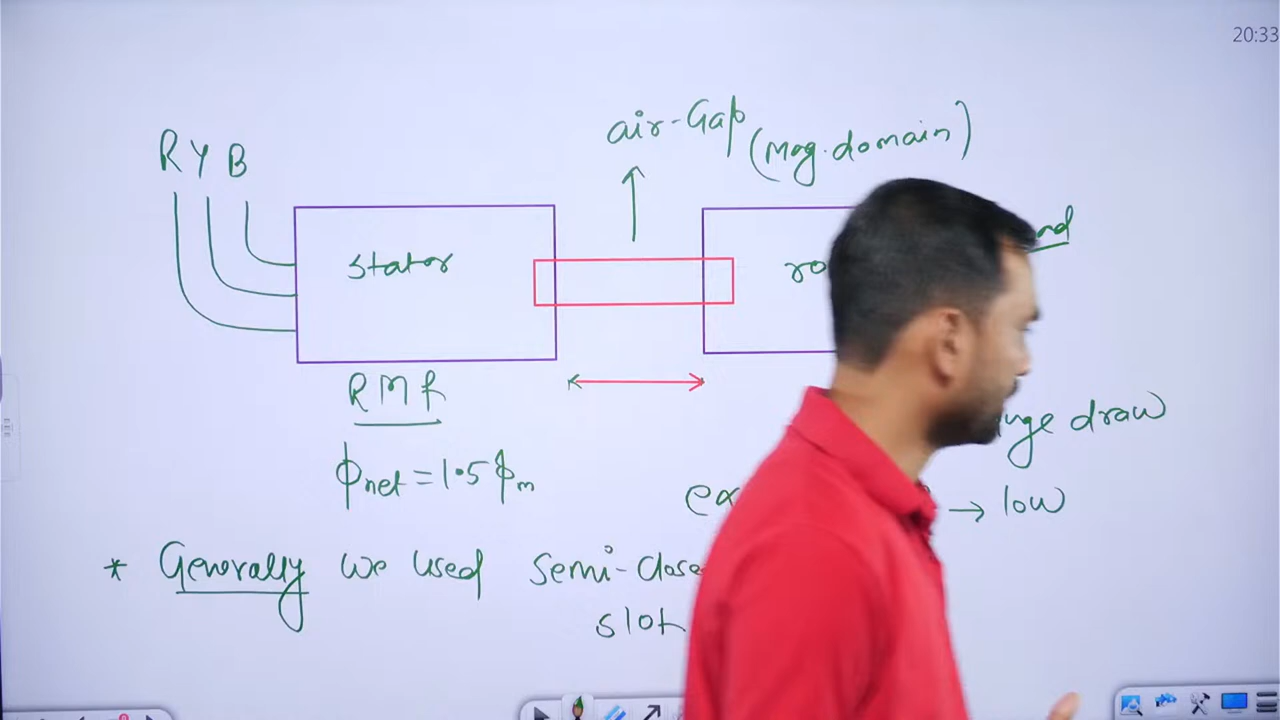 20:33
air-Gap (Mag. domain)
R Y B
stator
RMF
draw
ϕnet = 1.5 ϕm
→ low
* Generally we used semi-close
slot